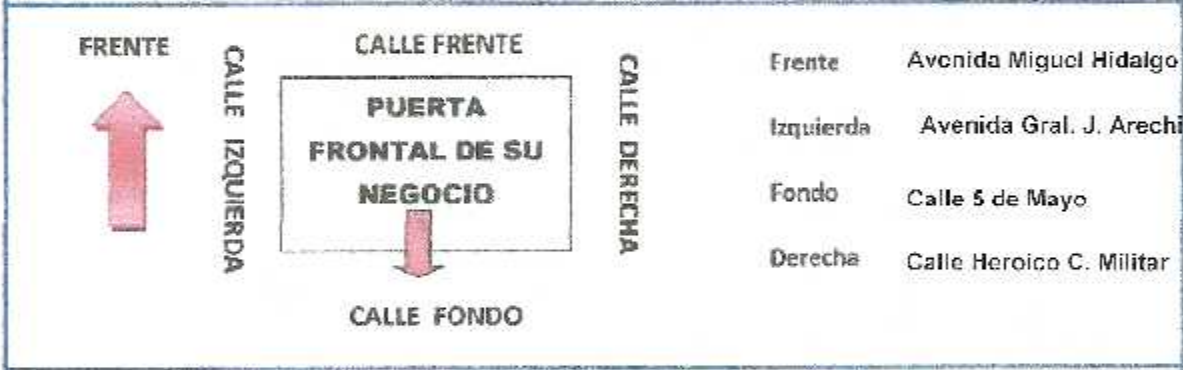 FRENTE
CALLE IZQUIERDA
CALLE FRENTE
PUERTA
FRONTAL DE SU
NEGOCIO
CALLE FONDO
CALLE DERECHA
Frente Avenida Miguel Hidalgo
Izquierda Avenida Gral. J. Arechi
Fondo Calle 5 de Mayo
Derecha Calle Heroico C. Militar